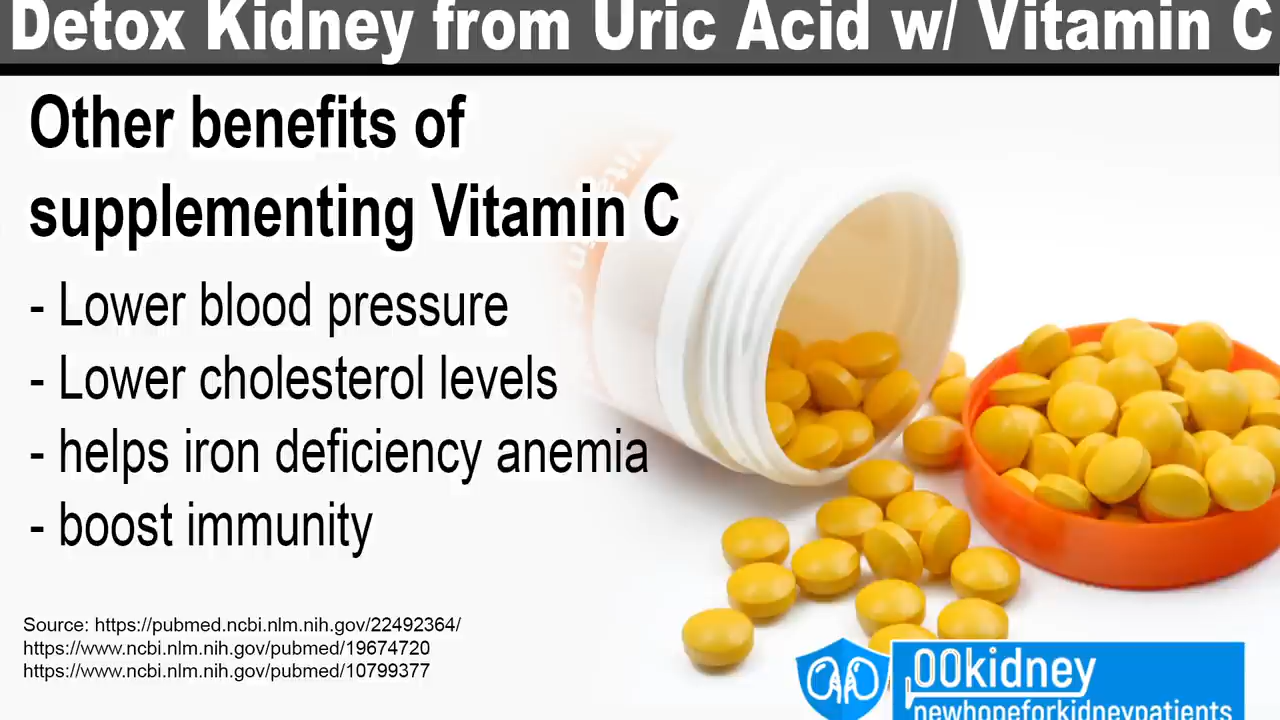 Detox Kidney from Uric Acid w/ Vitamin C
Other benefits of
supplementing Vitamin C
- Lower blood pressure
- Lower cholesterol levels
- helps iron deficiency anemia
- boost immunity
Source: https://pubmed.ncbi.nlm.nih.gov/22492364/
https://www.ncbi.nlm.nih.gov/pubmed/19674720
https://www.ncbi.nlm.nih.gov/pubmed/10799377
00kidney
newhopeforkidneypatients